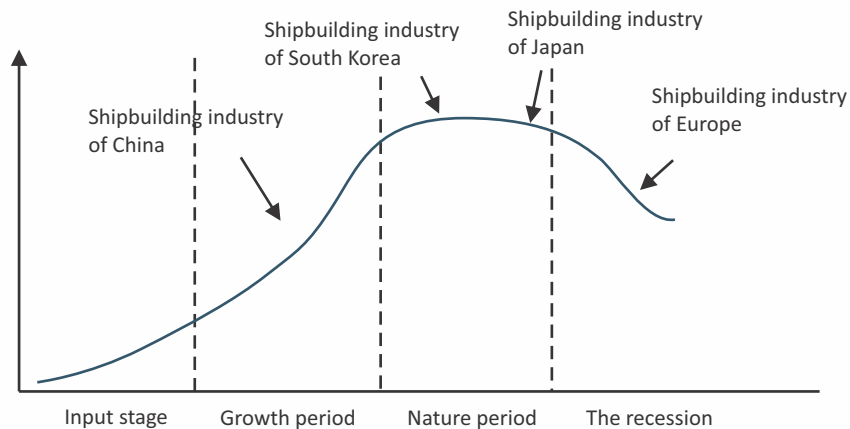 Shipbuilding industry
of South Korea
Shipbuilding industry
of Japan
Shipbuilding industry
of Europe
Shipbuilding industry
of China
Input stage
Growth period
Nature period
The recession